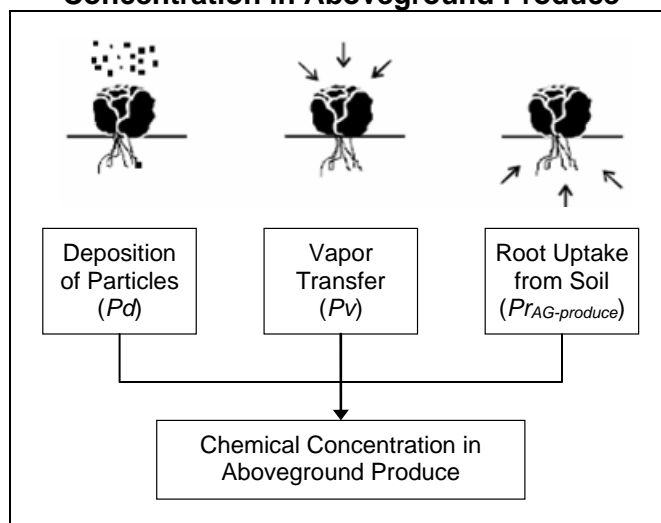 Concentration in Aboveground Produce
Deposition
of Particles
(Pd)
Vapor
Transfer
(Pv)
Root Uptake
from Soil
(PrAG-produce)
Chemical Concentration in
Aboveground Produce